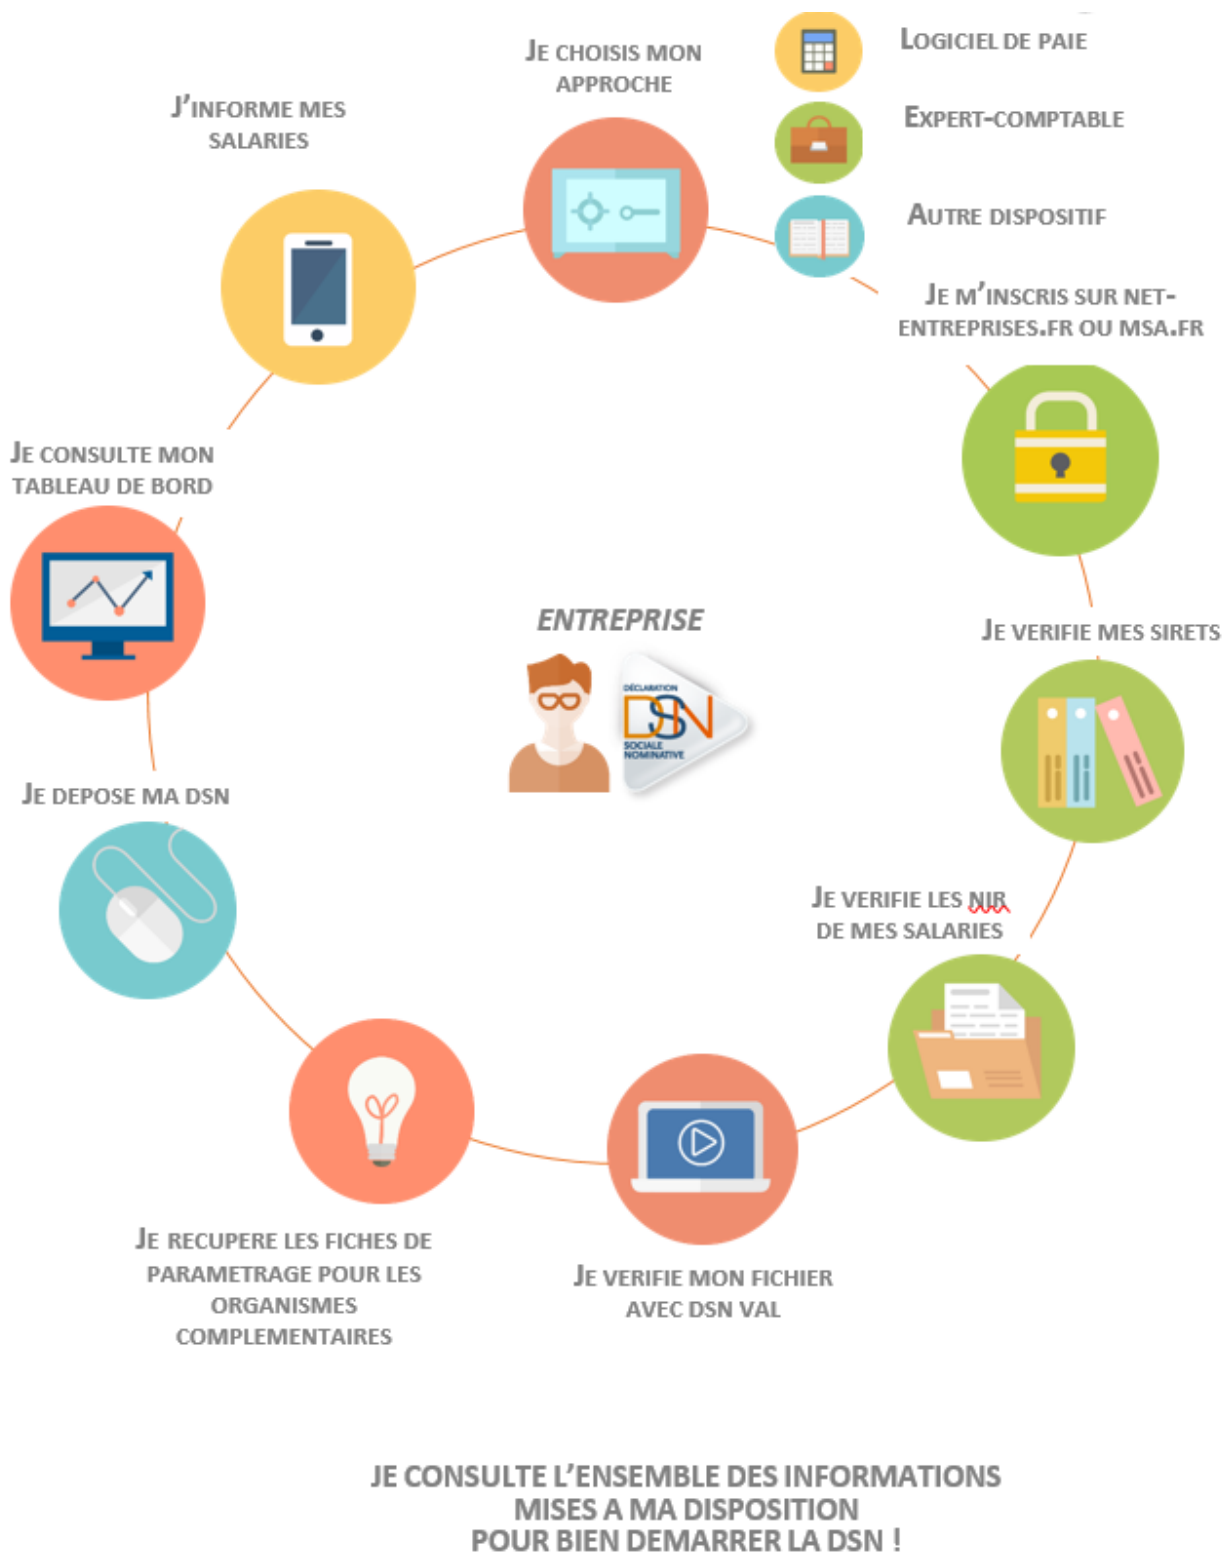 JE CHOISIS MON
APPROCHE
LOGICIEL DE PAIE
EXPERT-COMPTABLE
AUTRE DISPOSITIF
JE M’INSCRIS SUR NET-
ENTREPRISES.FR OU MSA.FR
JE VERIFIE MES SIRETS
JE VERIFIE LES NIR
DE MES SALARIES
JE VERIFIE MON FICHIER
AVEC DSN VAL
JE RECUPERE LES FICHES DE
PARAMETRAGE POUR LES
ORGANISMES
COMPLEMENTAIRES
JE DEPOSE MA DSN
JE CONSULTE MON
TABLEAU DE BORD
J’INFORME MES
SALARIES
ENTREPRISE
DÉCLARATION
DSN
SOCIALE
NOMINATIVE
JE CONSULTE L’ENSEMBLE DES INFORMATIONS
MISES A MA DISPOSITION
POUR BIEN DEMARRER LA DSN !